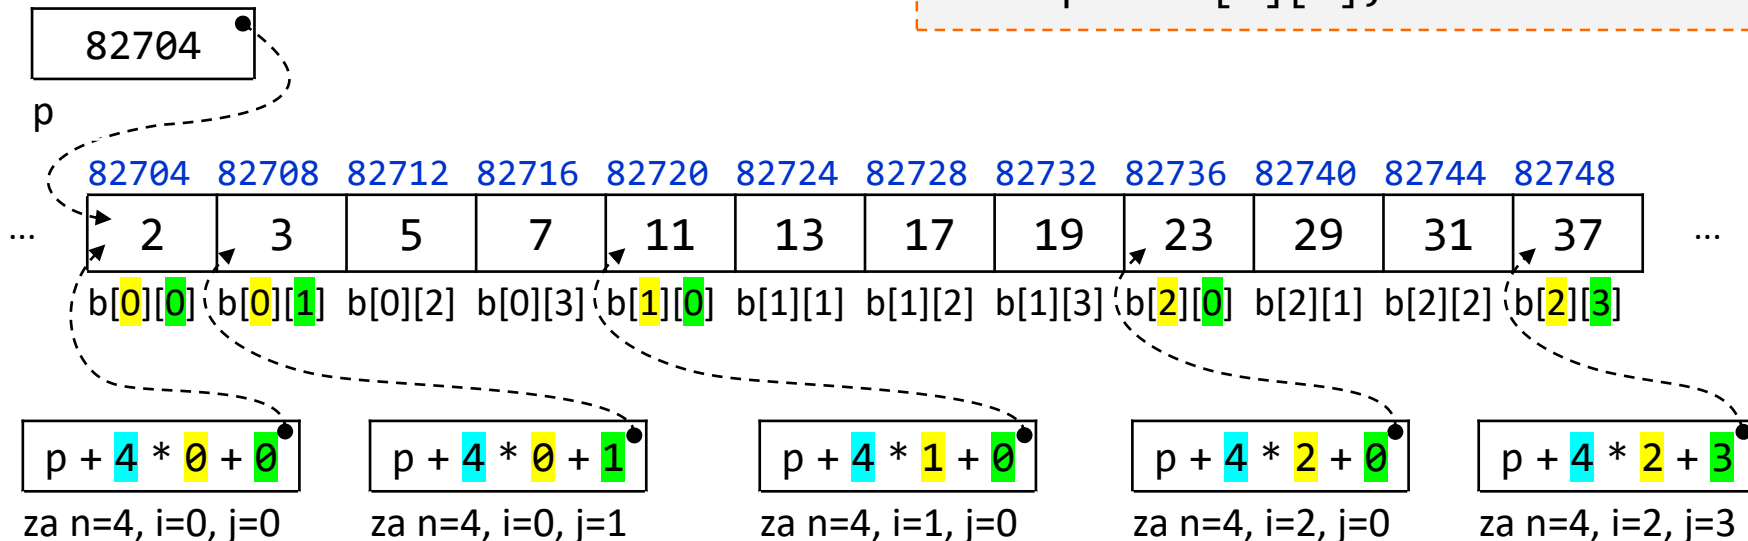 82704
p
82704 82708 82712 82716 82720 82724 82728 82732 82736 82740 82744 82748
... 2 3 5 7 11 13 17 19 23 29 31 37 ...
b[0][0] b[0][1] b[0][2] b[0][3] b[1][0] b[1][1] b[1][2] b[1][3] b[2][0] b[2][1] b[2][2] b[2][3]
p + 4 * 0 + 0 p + 4 * 0 + 1 p + 4 * 1 + 0 p + 4 * 2 + 0 p + 4 * 2 + 3
za n=4, i=0, j=0 za n=4, i=0, j=1 za n=4, i=1, j=0 za n=4, i=2, j=0 za n=4, i=2, j=3